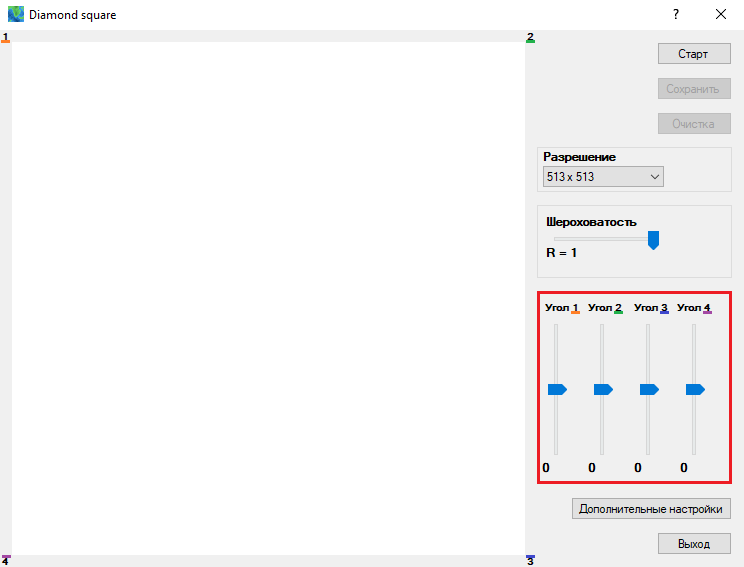 Diamond square
?
1
2
Старт
Сохранить
Очистка
Разрешение
513 x 513
Шероховатость
R = 1
Угол 1 Угол 2 Угол 3 Угол 4
0 0 0 0
Дополнительные настройки
Выход
4
3